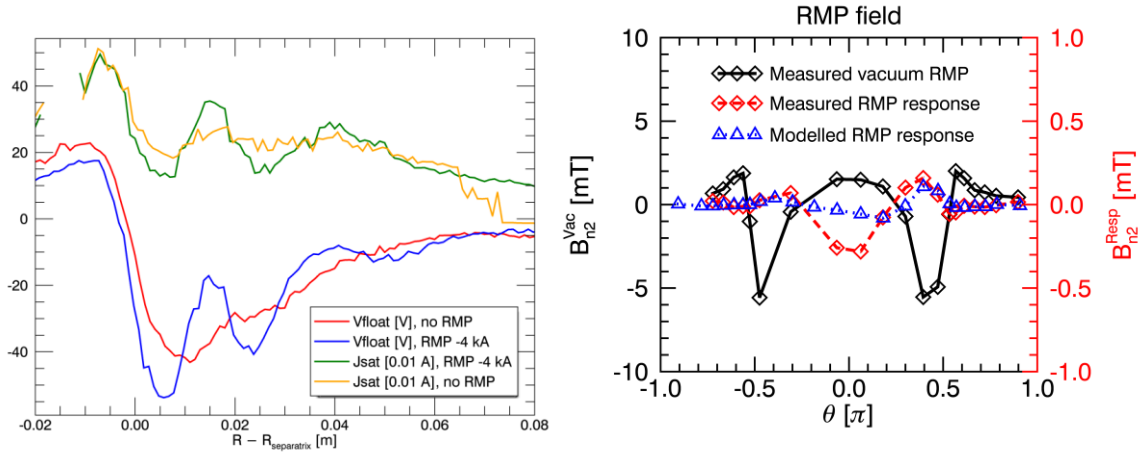 40
20
0
-20
-40
-0.02 0.00 0.02 0.04 0.06 0.08
R − R_separatrix [m]
Vfloat [V], no RMP
Vfloat [V], RMP -4 kA
Jsat [0.01 A], RMP -4 kA
Jsat [0.01 A], no RMP
RMP field
Measured vacuum RMP
Measured RMP response
Modelled RMP response
B_n2^Vac [mT]
10
5
0
-5
-10
-1.0 -0.5 0.0 0.5 1.0
θ [π]
1.0
0.5
0.0
-0.5
-1.0
B_n2^Resp [mT]